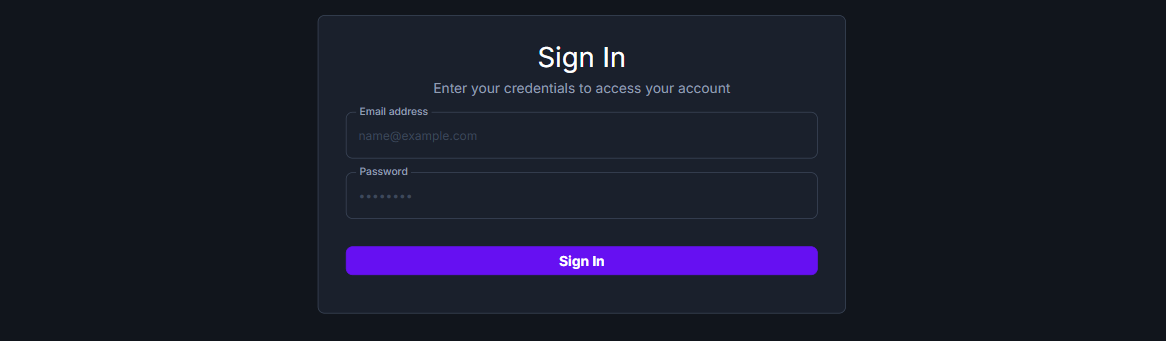 Sign In
Enter your credentials to access your account
Email address
name@example.com
Password
••••••••
Sign In